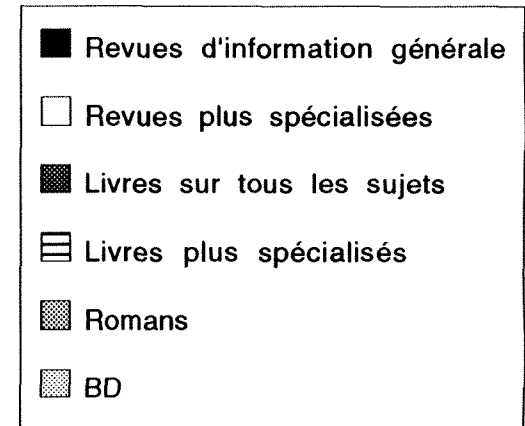 Revues d'information générale
Revues plus spécialisées
Livres sur tous les sujets
Livres plus spécialisés
Romans
BD